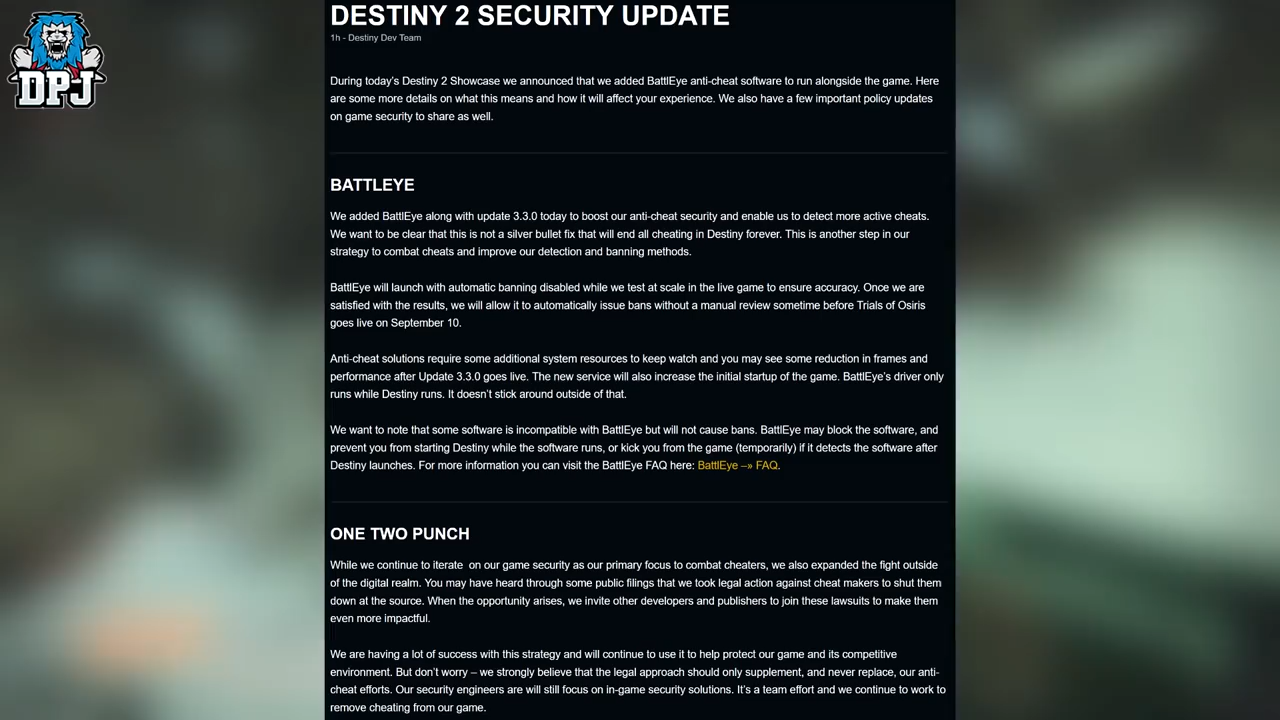 DPJ
DESTINY 2 SECURITY UPDATE
1h - Destiny Dev Team
During today's Destiny 2 Showcase we announced that we added BattlEye anti-cheat software to run alongside the game. Here
are some more details on what this means and how it will affect your experience. We also have a few important policy updates
on game security to share as well.
BATTLEYE
We added BattlEye along with update 3.3.0 today to boost our anti-cheat security and enable us to detect more active cheats.
We want to be clear that this is not a silver bullet fix that will end all cheating in Destiny forever. This is another step in our
strategy to combat cheats and improve our detection and banning methods.
BattlEye will launch with automatic banning disabled while we test at scale in the live game to ensure accuracy. Once we are
satisfied with the results, we will allow it to automatically issue bans without a manual review sometime before Trials of Osiris
goes live on September 10.
Anti-cheat solutions require some additional system resources to keep watch and you may see some reduction in frames and
performance after Update 3.3.0 goes live. The new service will also increase the initial startup of the game. BattlEye's driver only
runs while Destiny runs. It doesn't stick around outside of that.
We want to note that some software is incompatible with BattlEye but will not cause bans. BattlEye may block the software, and
prevent you from starting Destiny while the software runs, or kick you from the game (temporarily) if it detects the software after
Destiny launches. For more information you can visit the BattlEye FAQ here: BattlEye –» FAQ.
ONE TWO PUNCH
While we continue to iterate on our game security as our primary focus to combat cheaters, we also expanded the fight outside
of the digital realm. You may have heard through some public filings that we took legal action against cheat makers to shut them
down at the source. When the opportunity arises, we invite other developers and publishers to join these lawsuits to make them
even more impactful.
We are having a lot of success with this strategy and will continue to use it to help protect our game and its competitive
environment. But don't worry – we strongly believe that the legal approach should only supplement, and never replace, our anti-
cheat efforts. Our security engineers are will still focus on in-game security solutions. It's a team effort and we continue to work to
remove cheating from our game.